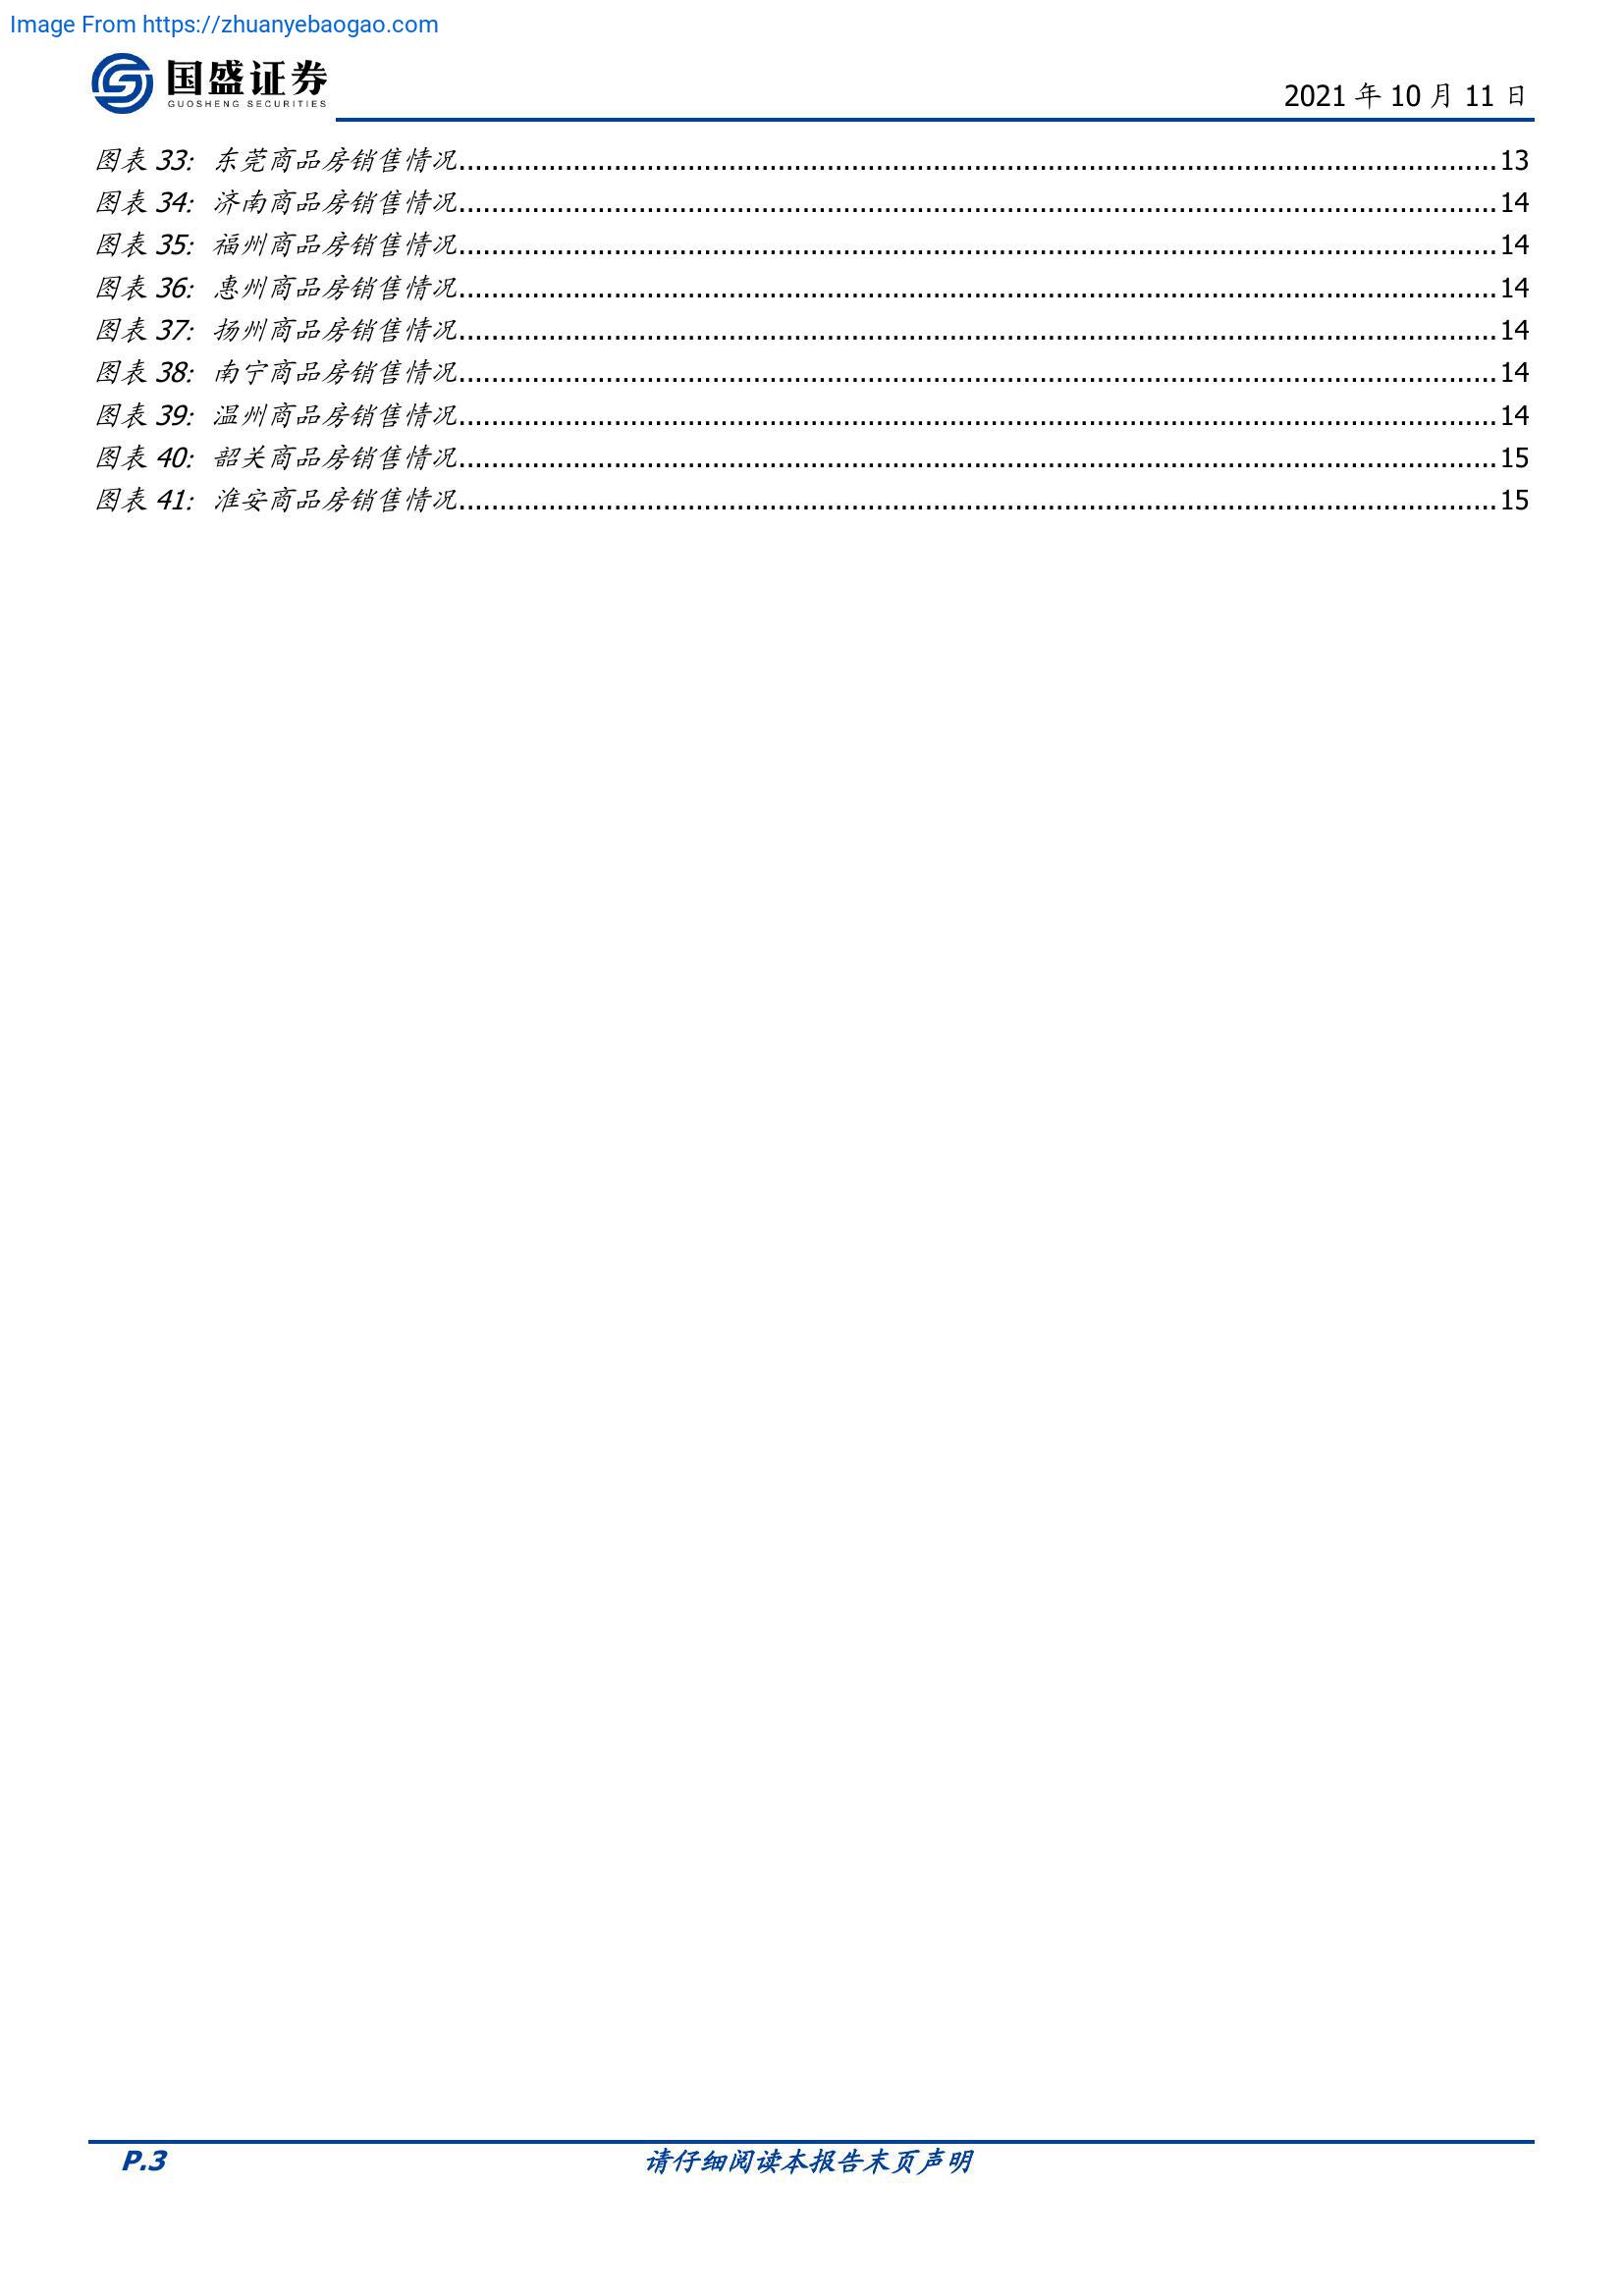 Image From https://zhuanyebaogao.com
国盛证券
GUOSHENG SECURITIES
2021 年 10 月 11 日
图表 33: 东莞商品房销售情况........................................13
图表 34: 济南商品房销售情况........................................14
图表 35: 福州商品房销售情况........................................14
图表 36: 惠州商品房销售情况........................................14
图表 37: 扬州商品房销售情况........................................14
图表 38: 南宁商品房销售情况........................................14
图表 39: 温州商品房销售情况........................................14
图表 40: 韶关商品房销售情况........................................15
图表 41: 淮安商品房销售情况........................................15
P.3
请仔细阅读本报告末页声明